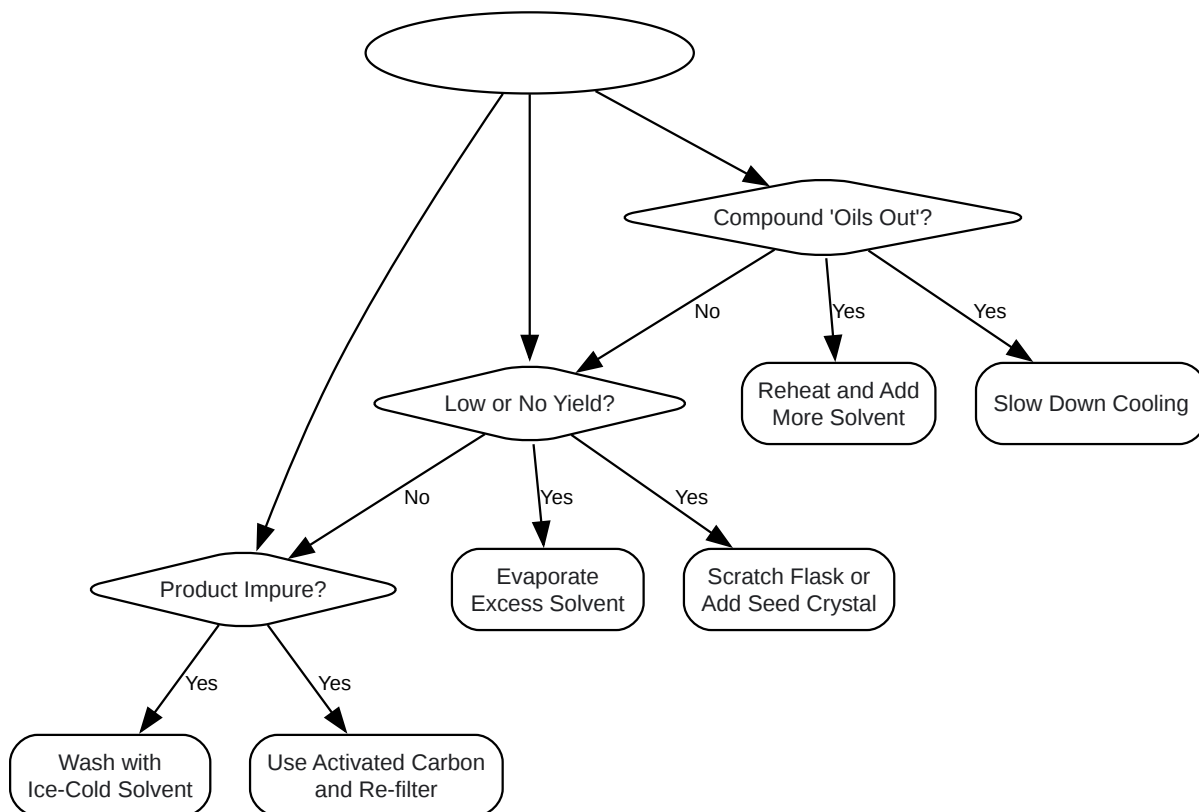 Compound 'Oils Out'?
No
Yes
Yes
Low or No Yield?
Reheat and Add
More Solvent
Slow Down Cooling
No
Yes
Yes
Product Impure?
Evaporate
Excess Solvent
Scratch Flask or
Add Seed Crystal
Yes
Yes
Wash with
Ice-Cold Solvent
Use Activated Carbon
and Re-filter